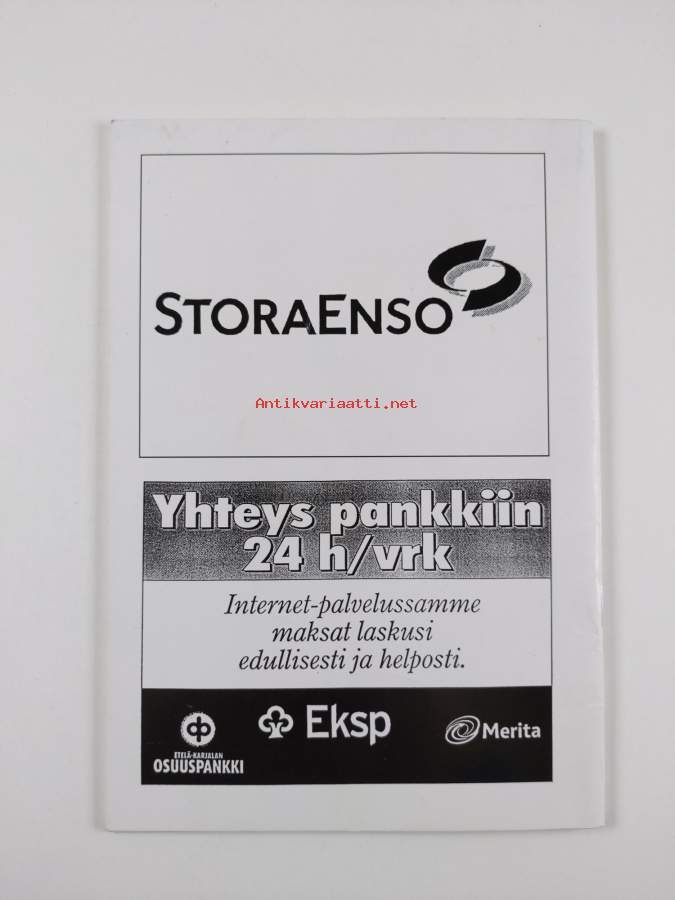 STORAENSO
Antikvariaatti.net
Yhteys pankkiin
24 h/vrk
Internet-palvelussamme
maksat laskusi
edullisesti ja helposti.
ETELÄ-KARJALAN
OSUUSPANKKI
Eksp
Merita